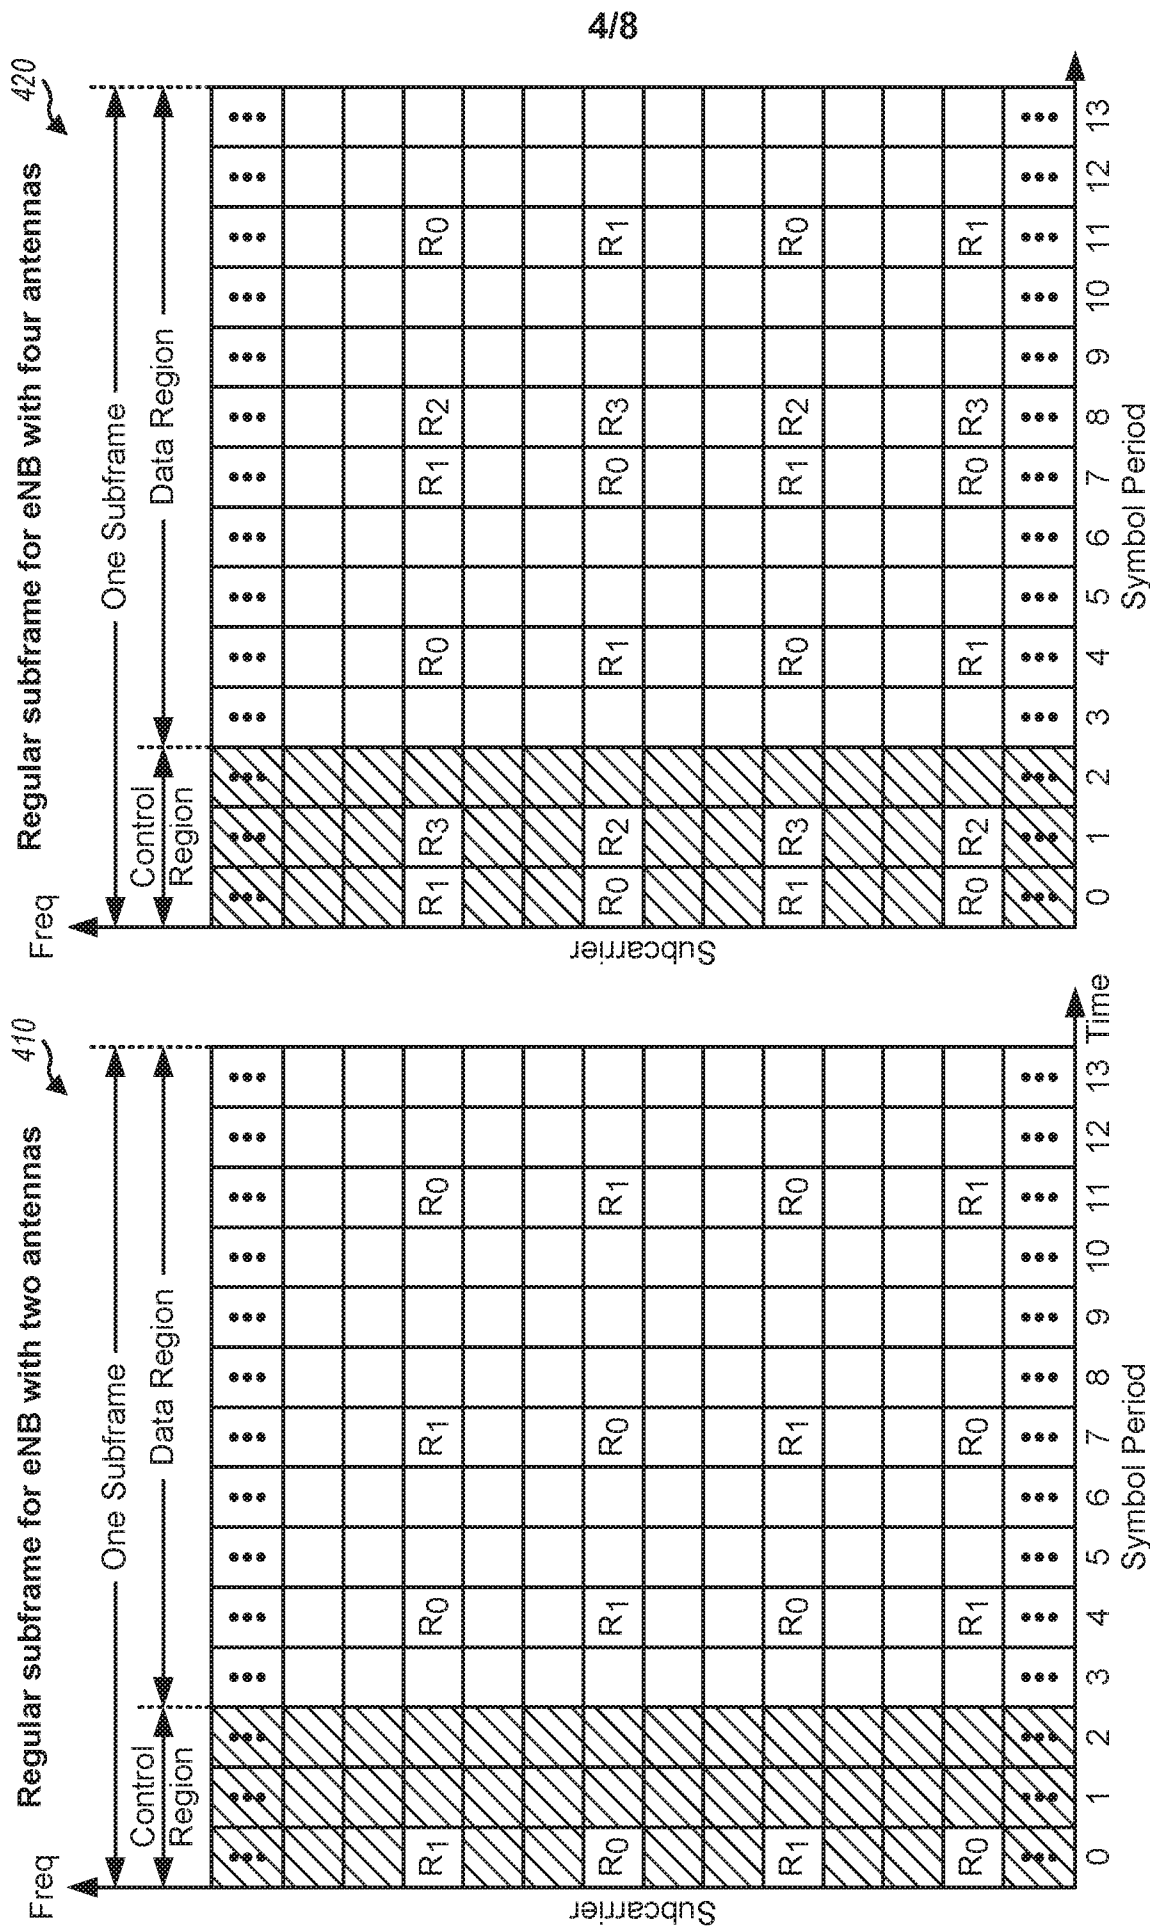 4/8
Regular subframe for eNB with two antennas
410
Freq
One Subframe
Control Region
Data Region
Subcarrier
R0 R1 R0 R1
R1 R0 R1 R0
R0 R1 R0 R1
R1 R0 R1 R0
0 1 2 3 4 5 6 7 8 9 10 11 12 13
Symbol Period
Time
Regular subframe for eNB with four antennas
420
Freq
One Subframe
Control Region
Data Region
Subcarrier
R1 R3 R0 R1 R2 R0
R0 R2 R1 R0 R3 R1
R1 R3 R0 R1 R2 R0
R0 R2 R1 R0 R3 R1
0 1 2 3 4 5 6 7 8 9 10 11 12 13
Symbol Period